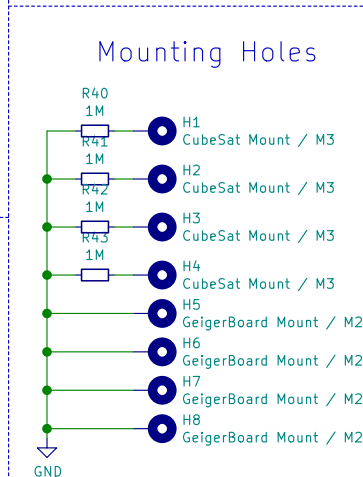 Mounting Holes
R40
1M
H1
CubeSat Mount / M3
R41
1M
H2
CubeSat Mount / M3
R42
1M
H3
CubeSat Mount / M3
R43
1M
H4
CubeSat Mount / M3
H5
GeigerBoard Mount / M2
H6
GeigerBoard Mount / M2
H7
GeigerBoard Mount / M2
H8
GeigerBoard Mount / M2
GND